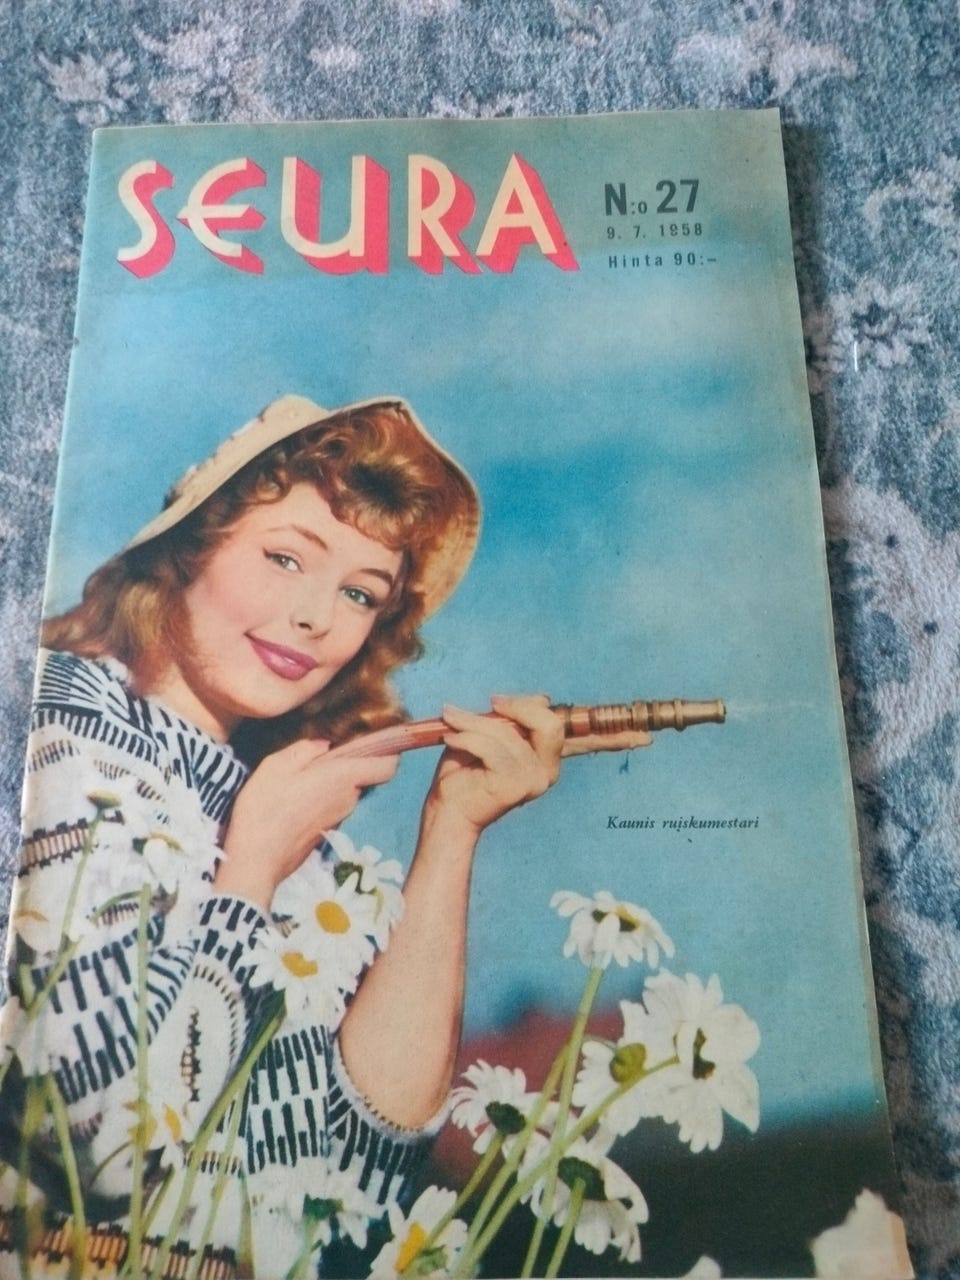 SEURA
N:o 27
9. 7. 1958
Hinta 90:-
Kaunis ruiskumestari